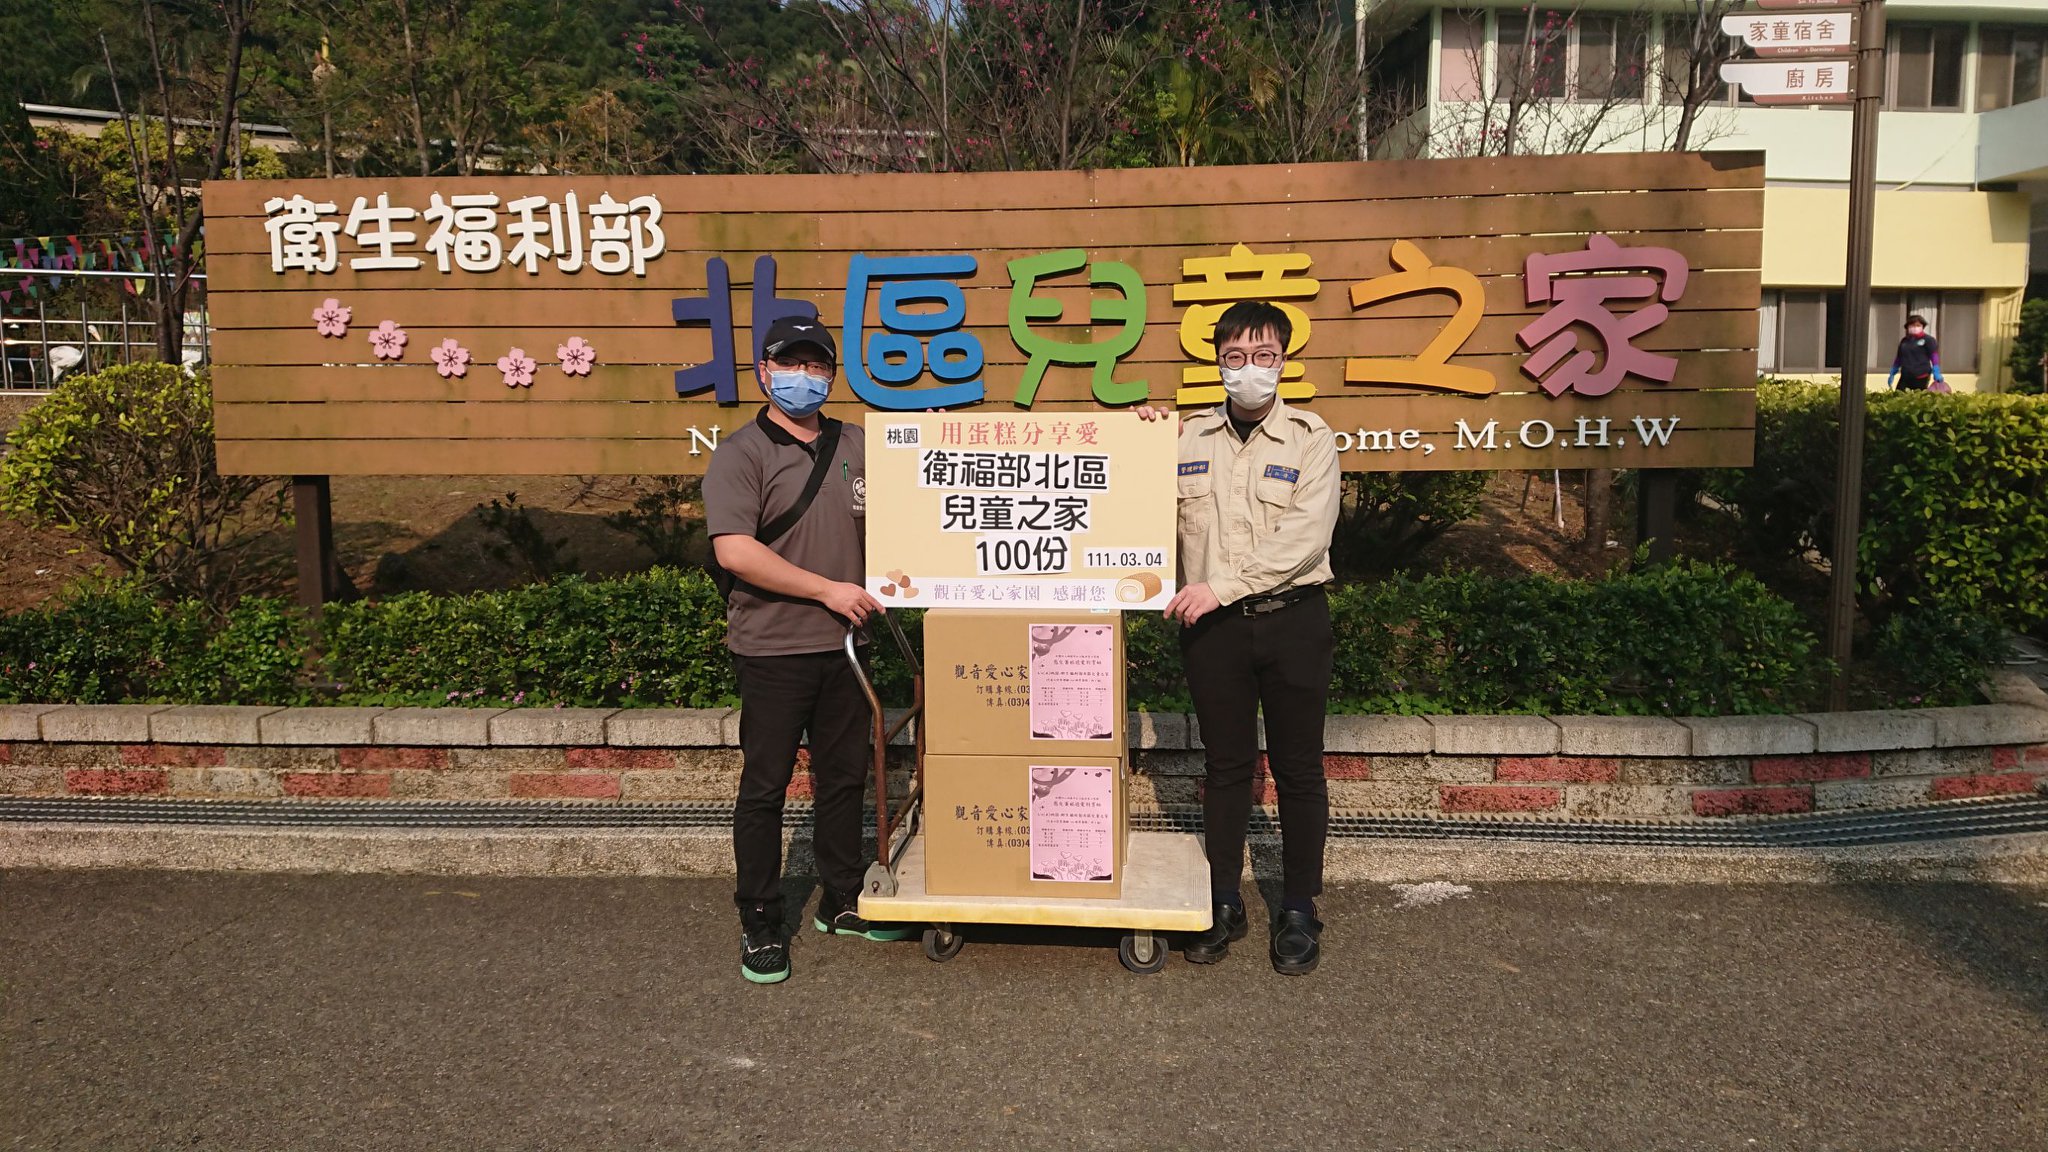 家童宿舍
Children's Dormitory
廚房
Kitchen
衛生福利部
北區兒童之家
N ome, M.O.H.W
桃園 用蛋糕分享愛
衛福部北區
兒童之家
100份 111.03.04
觀音愛心家園 感謝您
觀音愛心家
訂購專線:(03
傳真:(03)4
觀音愛心家
訂購專線:(03
傳真:(03)4